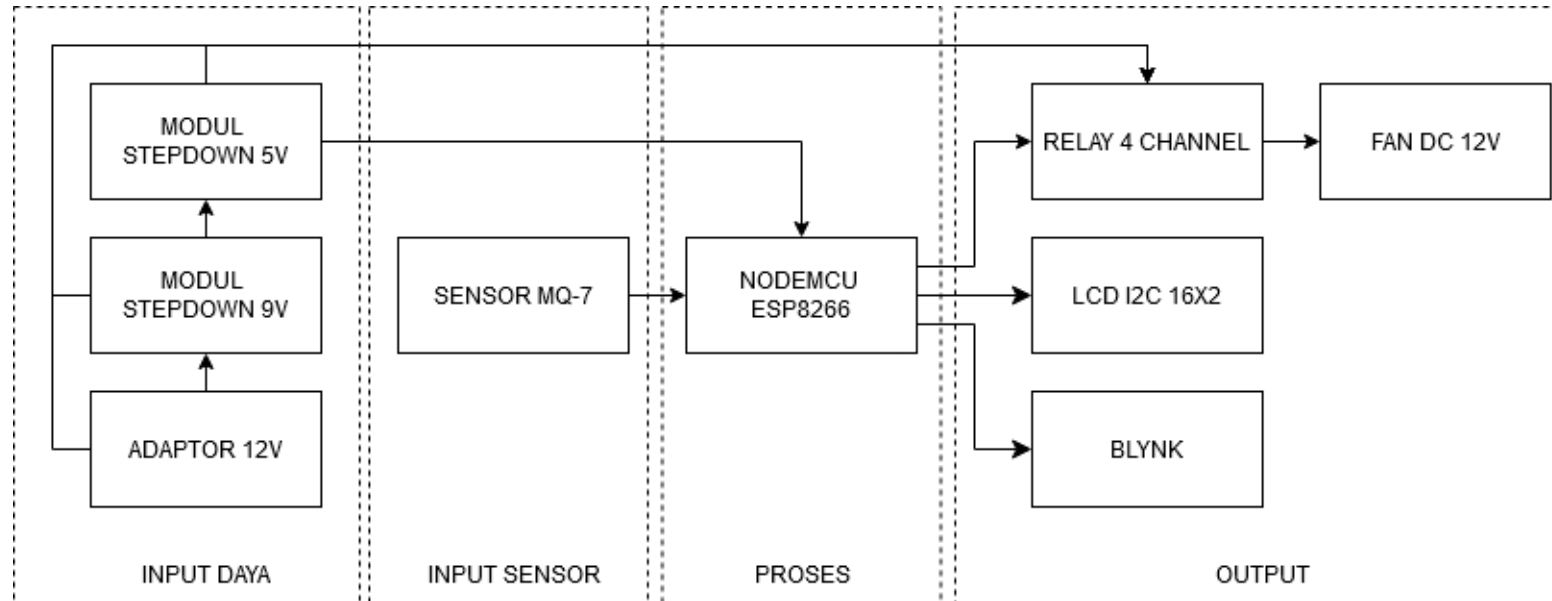 MODUL
STEPDOWN 5V
MODUL
STEPDOWN 9V
ADAPTOR 12V
INPUT DAYA
SENSOR MQ-7
INPUT SENSOR
NODEMCU
ESP8266
PROSES
RELAY 4 CHANNEL
FAN DC 12V
LCD I2C 16X2
BLYNK
OUTPUT